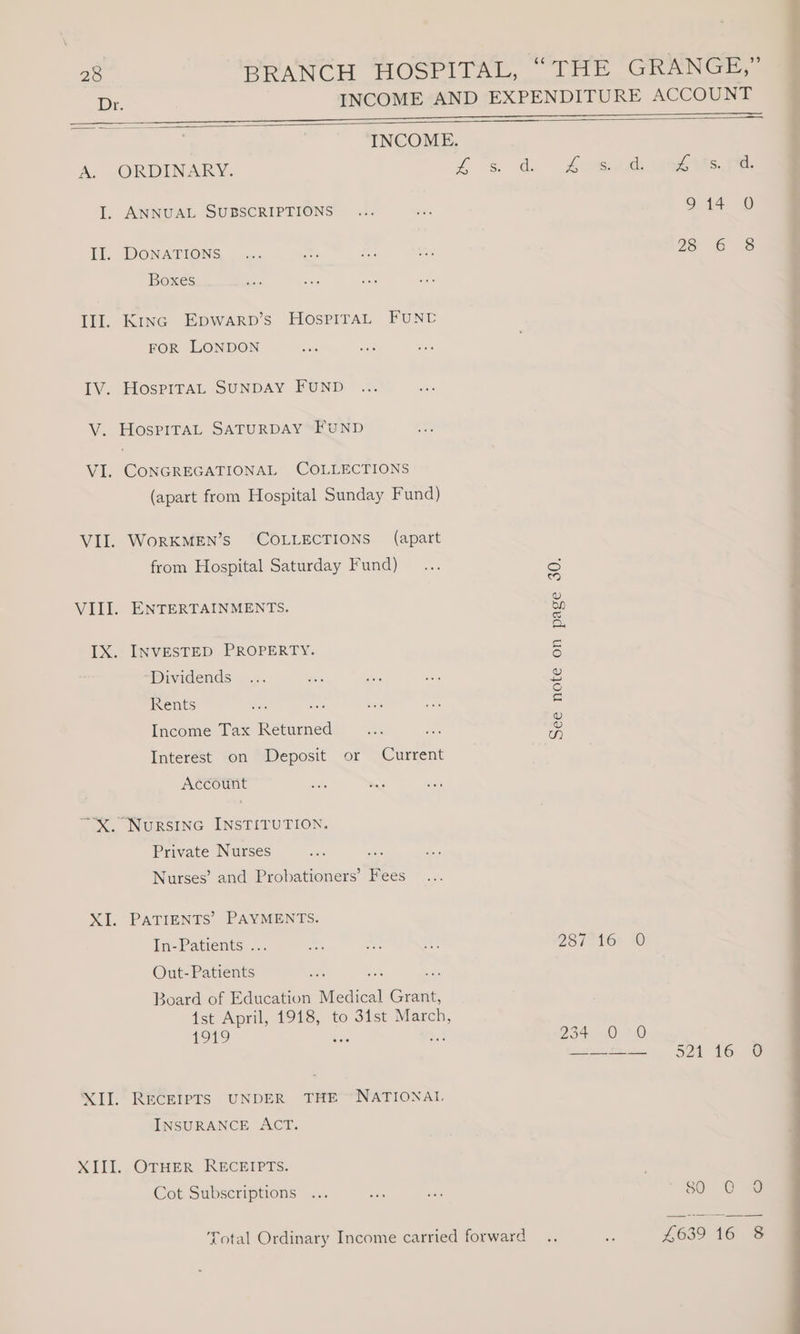 28 BRANCH HOSPITAL, “THE GRANGE,”
Dr. INCOME AND EXPENDITURE ACCOUNT
INCOME.
A. ORDINARY. £ s. d. £ s. d. £ s. d.
I. ANNUAL SUBSCRIPTIONS ... ... 9 14 0
II. DONATIONS ... ... ... ... 28 6 8
Boxes ... ... ... ...
III. KING EDWARD'S HOSPITAL FUND
FOR LONDON ... ... ...
IV. HOSPITAL SUNDAY FUND ... ...
V. HOSPITAL SATURDAY FUND ...
VI. CONGREGATIONAL COLLECTIONS
(apart from Hospital Sunday Fund)
VII. WORKMEN'S COLLECTIONS (apart
from Hospital Saturday Fund) ...
VIII. ENTERTAINMENTS.
See note on page 30.
IX. INVESTED PROPERTY.
Dividends ... ... ... ...
Rents ... ... ... ...
Income Tax Returned ... ...
Interest on Deposit or Current
Account ... ... ...
X. NURSING INSTITUTION.
Private Nurses ... ... ...
Nurses' and Probationers' Fees ...
XI. PATIENTS' PAYMENTS.
In-Patients ... ... ... ... 287 16 0
Out-Patients ... ... ...
Board of Education Medical Grant,
1st April, 1918, to 31st March,
1919 ... ... 234 0 0
521 16 0
XII. RECEIPTS UNDER THE NATIONAL
INSURANCE ACT.
XIII. OTHER RECEIPTS.
Cot Subscriptions ... ... ... 80 0 0
Total Ordinary Income carried forward .. .. £639 16 8